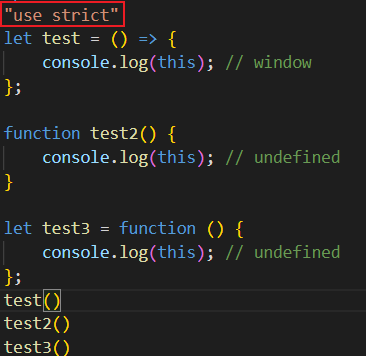 "use strict"
let test = () => {
    console.log(this); // window
};

function test2() {
    console.log(this); // undefined
}

let test3 = function () {
    console.log(this); // undefined
};
test()
test2()
test3()